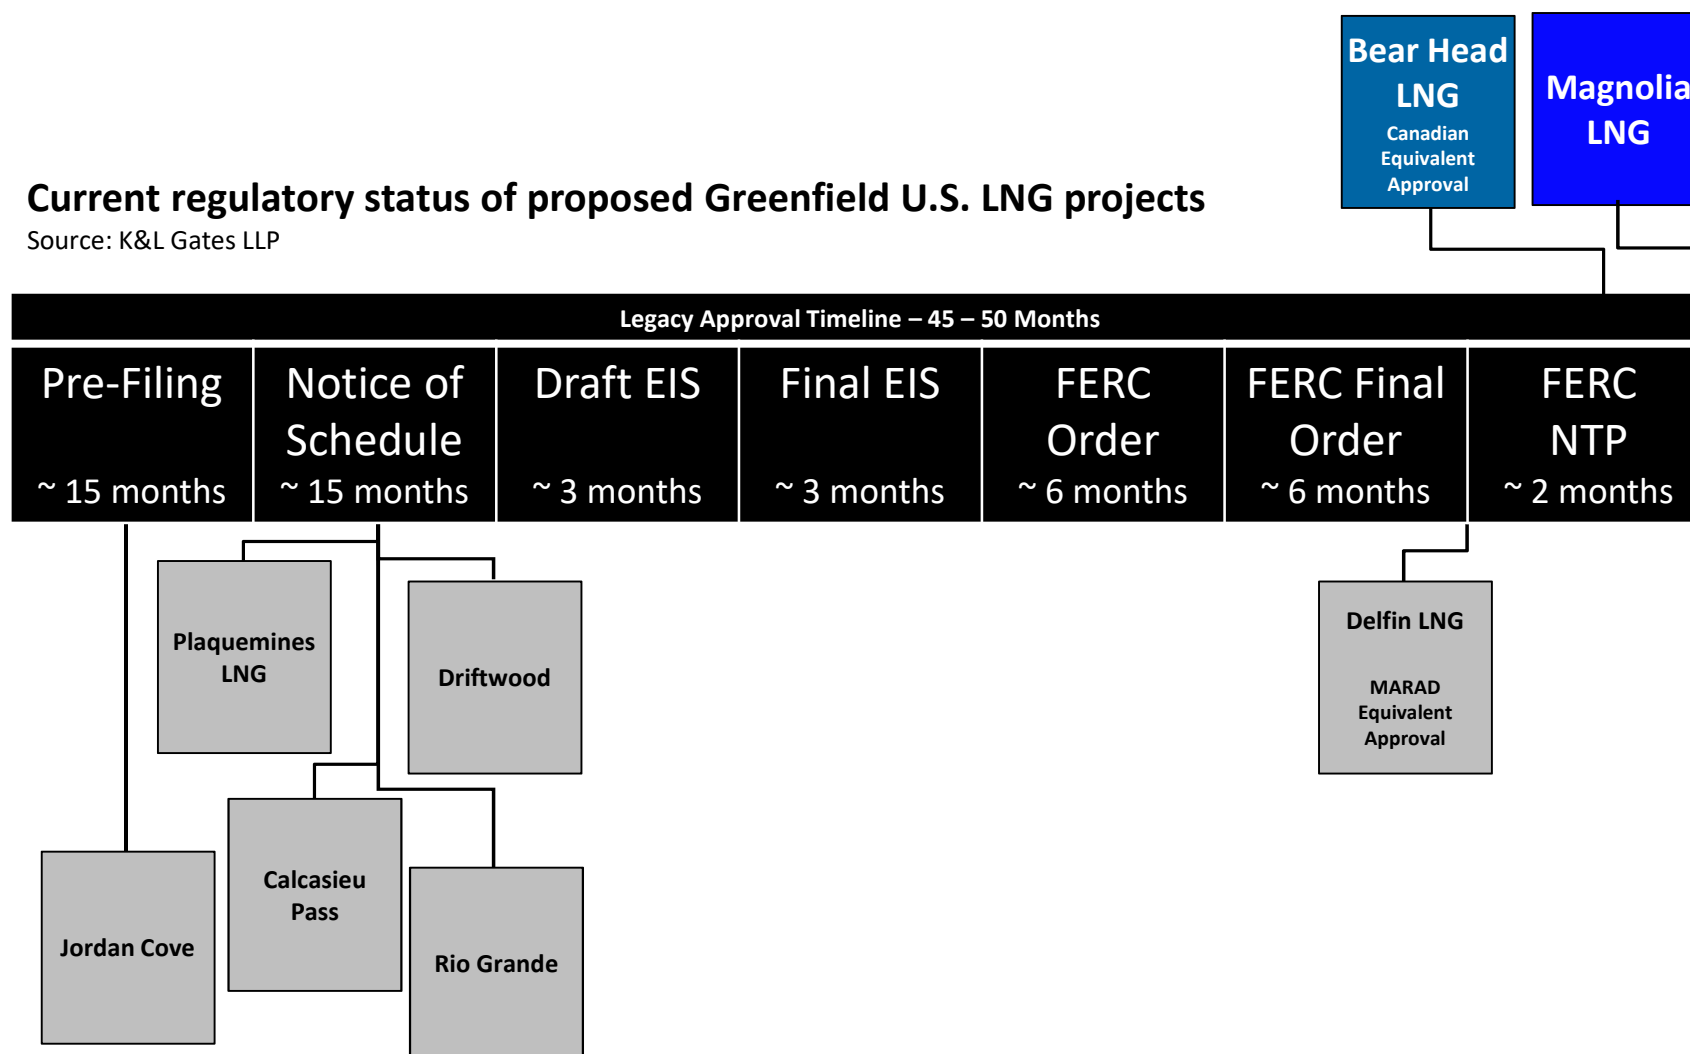 Bear Head
LNG
Canadian
Equivalent
Approval
Magnolia
LNG
Current regulatory status of proposed Greenfield U.S. LNG projects
Source: K&L Gates LLP
Legacy Approval Timeline – 45 – 50 Months
Pre-Filing
~ 15 months
Notice of
Schedule
~ 15 months
Draft EIS
~ 3 months
Final EIS
~ 3 months
FERC
Order
~ 6 months
FERC Final
Order
~ 6 months
FERC
NTP
~ 2 months
Plaquemines
LNG
Driftwood
Delfin LNG
MARAD
Equivalent
Approval
Calcasieu
Pass
Jordan Cove
Rio Grande